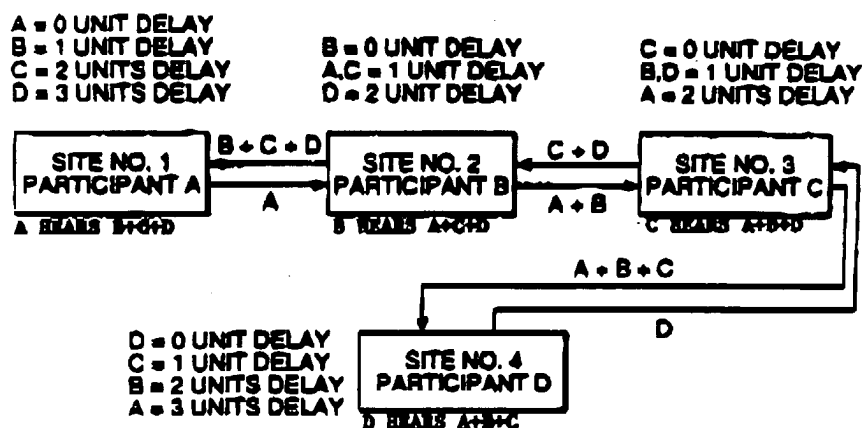 A = 0 UNIT DELAY
B = 1 UNIT DELAY
C = 2 UNITS DELAY
D = 3 UNITS DELAY
B = 0 UNIT DELAY
A,C = 1 UNIT DELAY
D = 2 UNIT DELAY
C = 0 UNIT DELAY
B,D = 1 UNIT DELAY
A = 2 UNITS DELAY
SITE NO. 1
PARTICIPANT A
A HEARS B+C+D
B + C + D
A
SITE NO. 2
PARTICIPANT B
B HEARS A+C+D
C + D
A + B
SITE NO. 3
PARTICIPANT C
C HEARS A+B+D
A + B + C
D
D = 0 UNIT DELAY
C = 1 UNIT DELAY
B = 2 UNITS DELAY
A = 3 UNITS DELAY
SITE NO. 4
PARTICIPANT D
D HEARS A+B+C